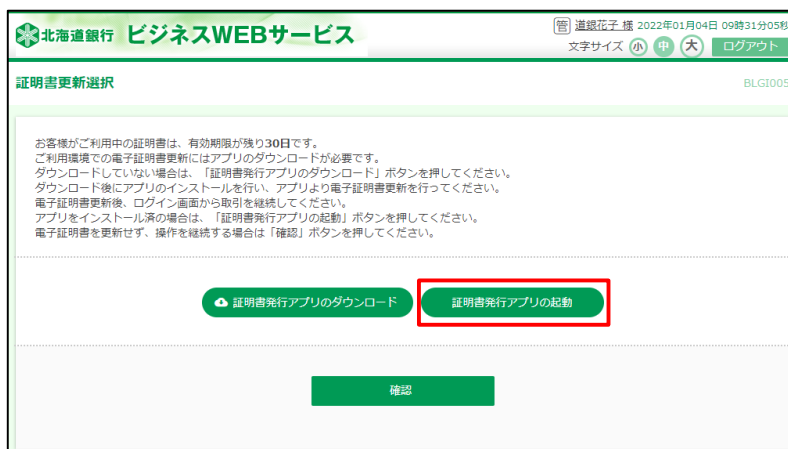 北海道銀行 ビジネスWEBサービス
管 道銀花子 様 2022年01月04日 09時31分05秒
文字サイズ 小 中 大 ログアウト
証明書更新選択
BLGI005
お客様がご利用中の証明書は、有効期限が残り30日です。
ご利用環境での電子証明書更新にはアプリのダウンロードが必要です。
ダウンロードしていない場合は、「証明書発行アプリのダウンロード」ボタンを押してください。
ダウンロード後にアプリのインストールを行い、アプリより電子証明書更新を行ってください。
電子証明書更新後、ログイン画面から取引を継続してください。
アプリをインストール済の場合は、「証明書発行アプリの起動」ボタンを押してください。
電子証明書を更新せず、操作を継続する場合は「確認」ボタンを押してください。
証明書発行アプリのダウンロード 証明書発行アプリの起動
確認